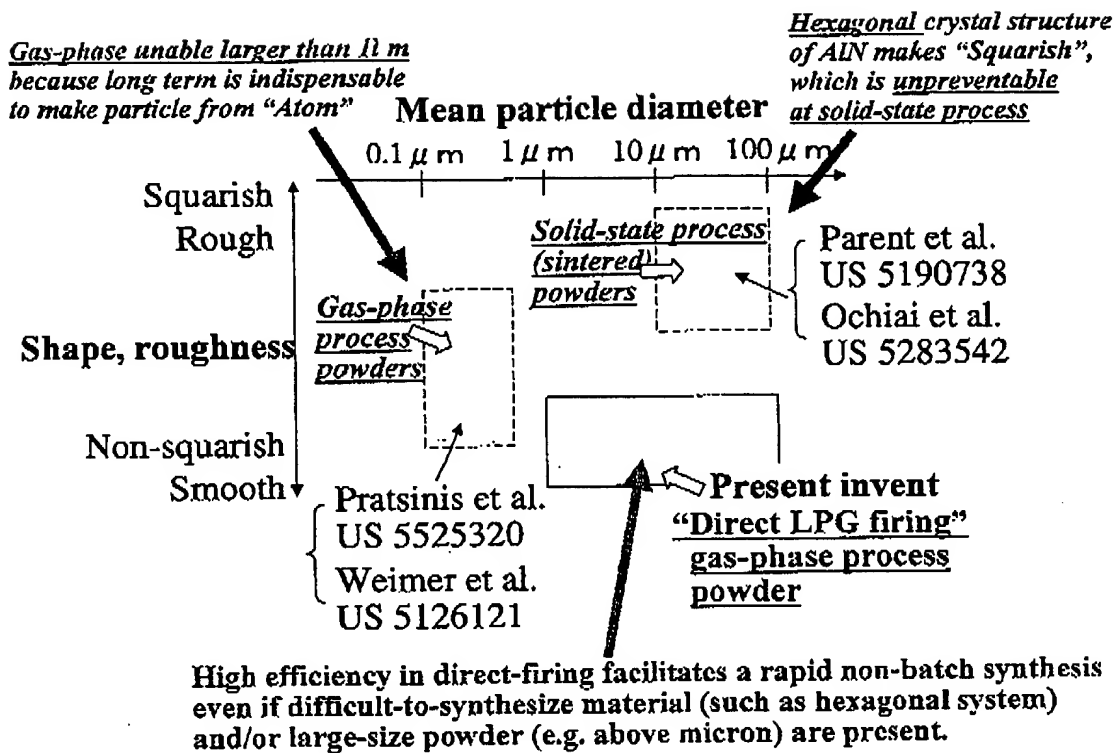 Gas-phase unable larger than 1μ m
because long term is indispensable
to make particle from “Atom”
Hexagonal crystal structure
of AlN makes “Squarish”,
which is unpreventable
at solid-state process
Mean particle diameter
0.1 μ m 1 μ m 10 μ m 100 μ m
Squarish
Rough
Shape, roughness
Non-squarish
Smooth
Solid-state process
(sintered)
powders
Parent et al.
US 5190738
Ochiai et al.
US 5283542
Gas-phase
process
powders
Pratsinis et al.
US 5525320
Weimer et al.
US 5126121
Present invent
“Direct LPG firing”
gas-phase process
powder
High efficiency in direct-firing facilitates a rapid non-batch synthesis
even if difficult-to-synthesize material (such as hexagonal system)
and/or large-size powder (e.g. above micron) are present.